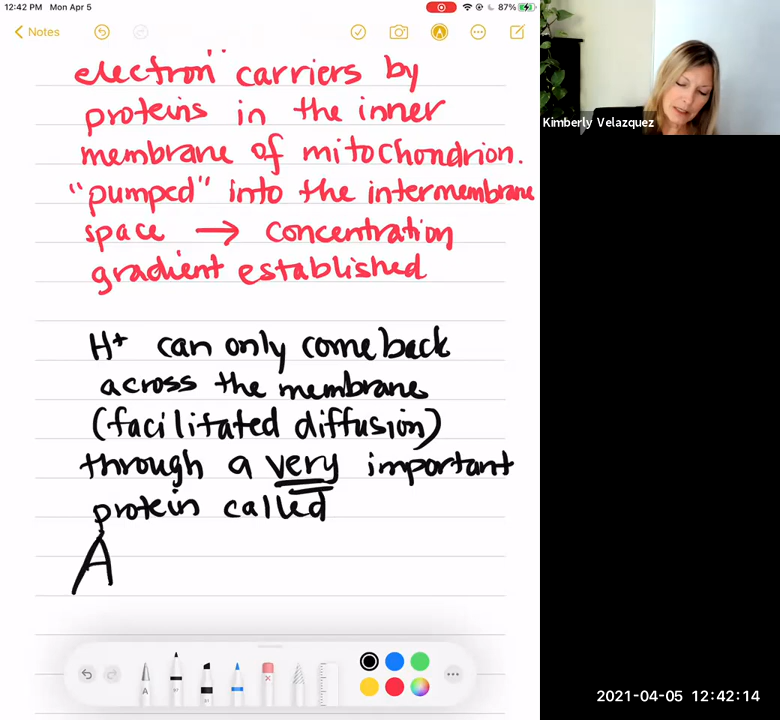 12:42 PM Mon Apr 5
87%
Notes
electron" carriers by
proteins in the inner
membrane of mitochondrion.
"pumped" into the intermembrane
space → concentration
gradient established
H+ can only come back
across the membrane
(facilitated diffusion)
through a very important
protein called
A
Kimberly Velazquez
2021-04-05 12:42:14